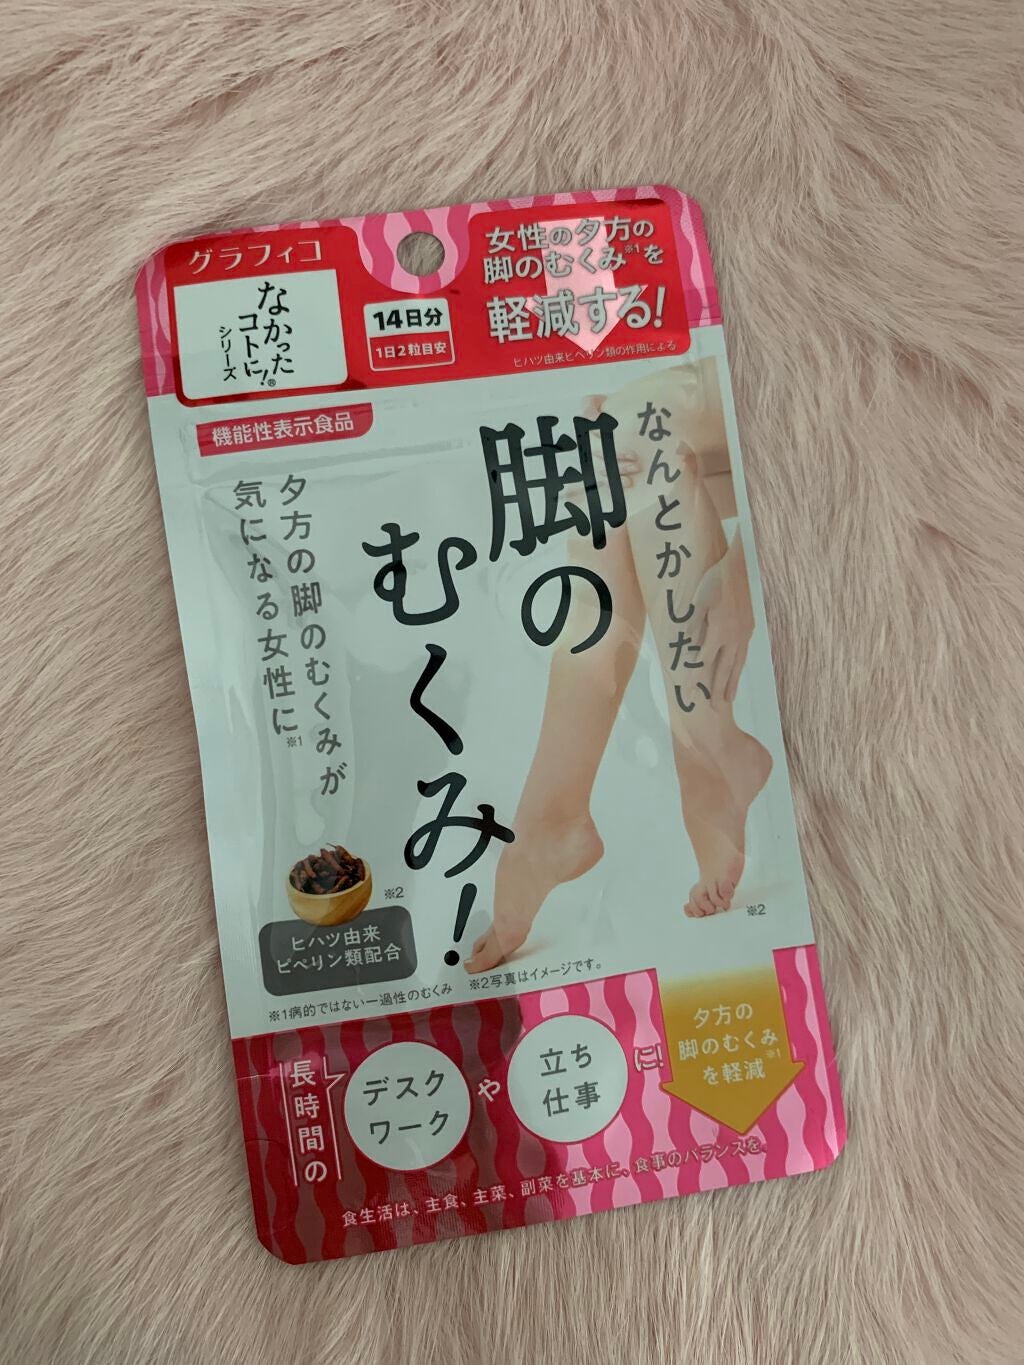 グラフィコ
なかった
コトに!®
シリーズ
14日分
1日2粒目安
女性の夕方の
脚のむくみ※1を
軽減する!
ヒハツ由来ピペリン類の作用による
機能性表示食品
なんとかしたい
脚の
むくみ!
夕方の脚のむくみが
気になる女性に※1
※2
ヒハツ由来
ピペリン類配合
※2
※1病的ではない一過性のむくみ ※2写真はイメージです。
長時間の
デスク
ワーク
や
立ち
仕事
に!
夕方の
脚のむくみ※1
を軽減
食生活は、主食、主菜、副菜を基本に、食事のバランスを。